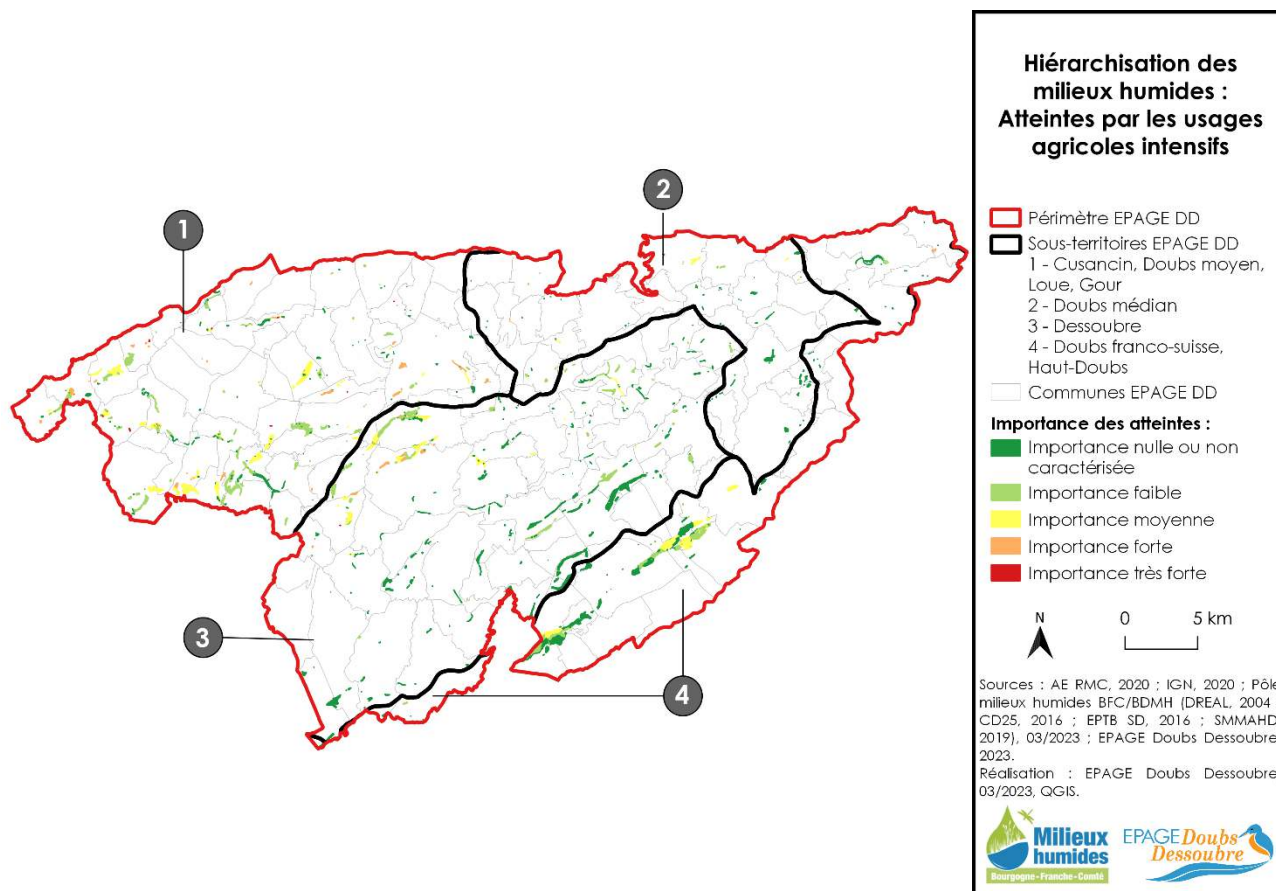 Hiérarchisation des
milieux humides :
Atteintes par les usages
agricoles intensifs
Périmètre EPAGE DD
Sous-territoires EPAGE DD
1 - Cusancin, Doubs moyen,
Loue, Gour
2 - Doubs médian
3 - Dessoubre
4 - Doubs franco-suisse,
Haut-Doubs
Communes EPAGE DD
Importance des atteintes :
Importance nulle ou non
caractérisée
Importance faible
Importance moyenne
Importance forte
Importance très forte
N
0 5 km
Sources : AE RMC, 2020 ; IGN, 2020 ; Pôle
milieux humides BFC/BDMH (DREAL, 2004
CD25, 2016 ; EPTB SD, 2016 ; SMMAHD
2019), 03/2023 ; EPAGE Doubs Dessoubre
2023.
Réalisation : EPAGE Doubs Dessoubre
03/2023, QGIS.
Milieux
humides
Bourgogne-Franche-Comté
EPAGE Doubs
Dessoubre
1
2
3
4